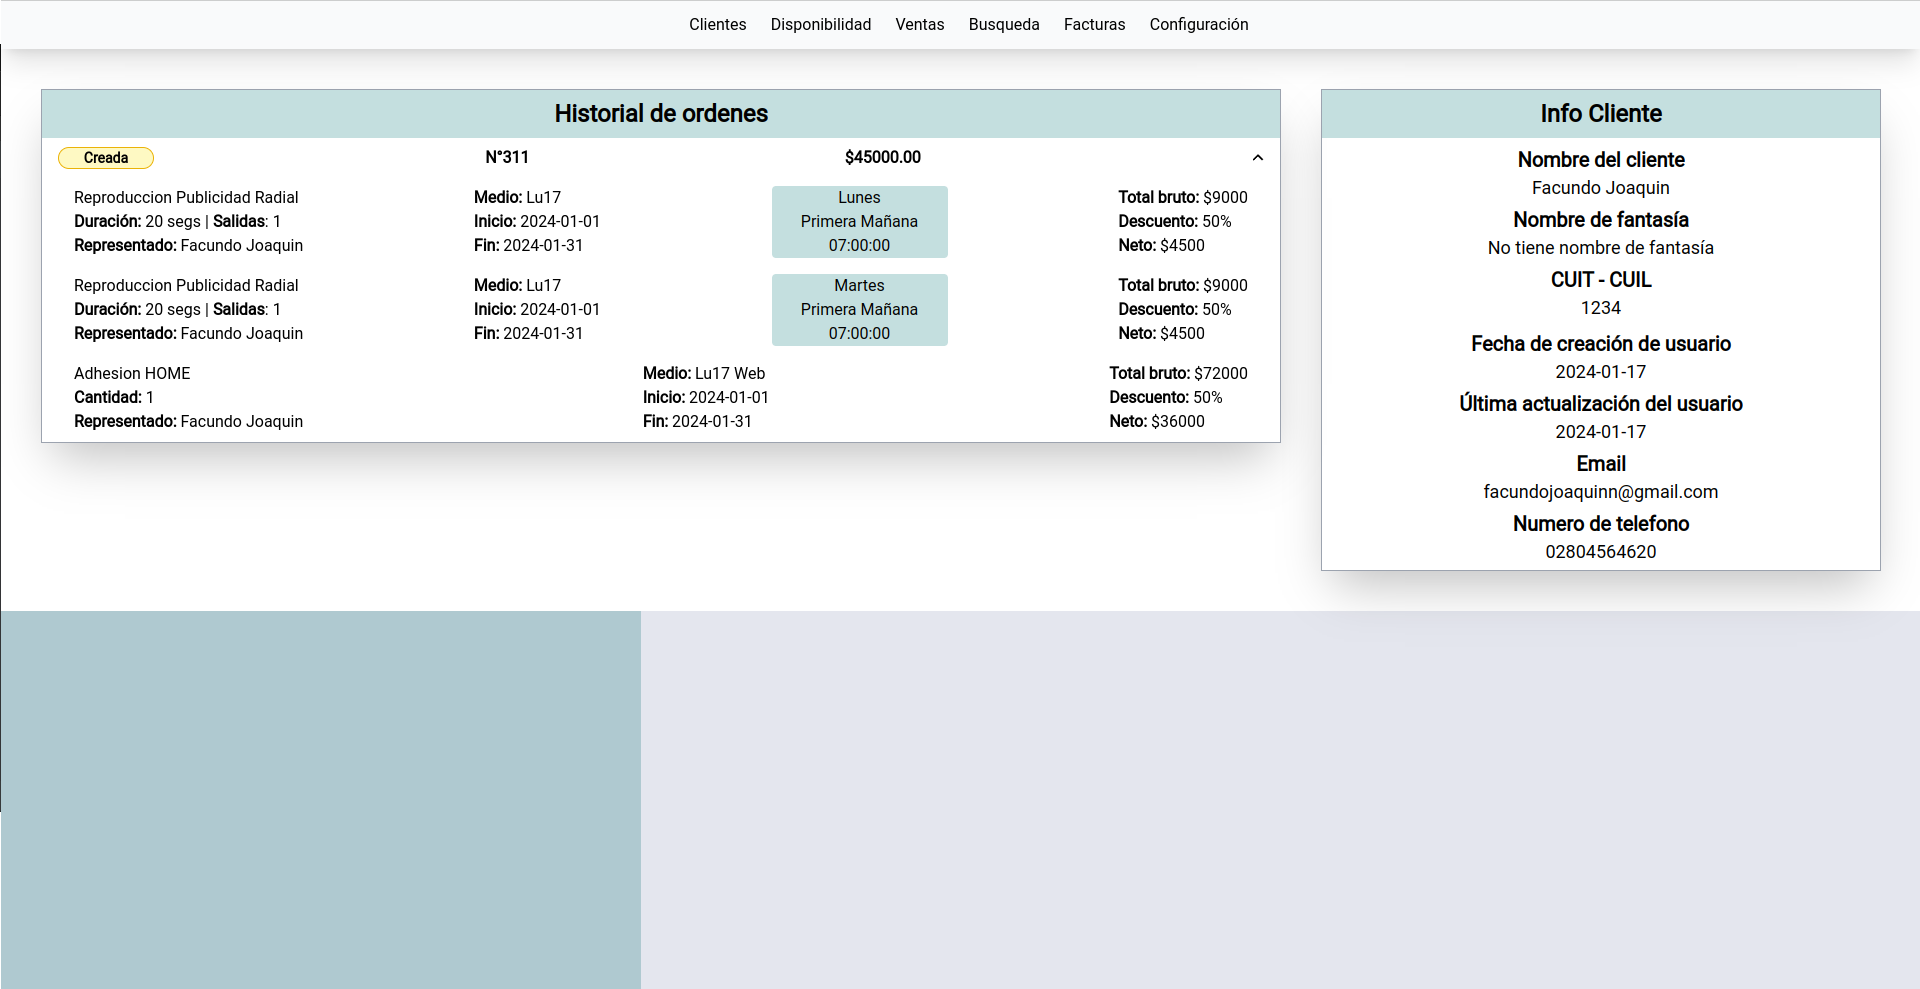 Clientes Disponibilidad Ventas Busqueda Facturas Configuración
Historial de ordenes
Creada N°311 $45000.00
Reproduccion Publicidad Radial Medio: Lu17 Lunes Total bruto: $9000
Duración: 20 segs | Salidas: 1 Inicio: 2024-01-01 Primera Mañana Descuento: 50%
Representado: Facundo Joaquin Fin: 2024-01-31 07:00:00 Neto: $4500
Reproduccion Publicidad Radial Medio: Lu17 Martes Total bruto: $9000
Duración: 20 segs | Salidas: 1 Inicio: 2024-01-01 Primera Mañana Descuento: 50%
Representado: Facundo Joaquin Fin: 2024-01-31 07:00:00 Neto: $4500
Adhesion HOME Medio: Lu17 Web Total bruto: $72000
Cantidad: 1 Inicio: 2024-01-01 Descuento: 50%
Representado: Facundo Joaquin Fin: 2024-01-31 Neto: $36000
Info Cliente
Nombre del cliente
Facundo Joaquin
Nombre de fantasía
No tiene nombre de fantasía
CUIT - CUIL
1234
Fecha de creación de usuario
2024-01-17
Última actualización del usuario
2024-01-17
Email
facundojoaquinn@gmail.com
Numero de telefono
02804564620